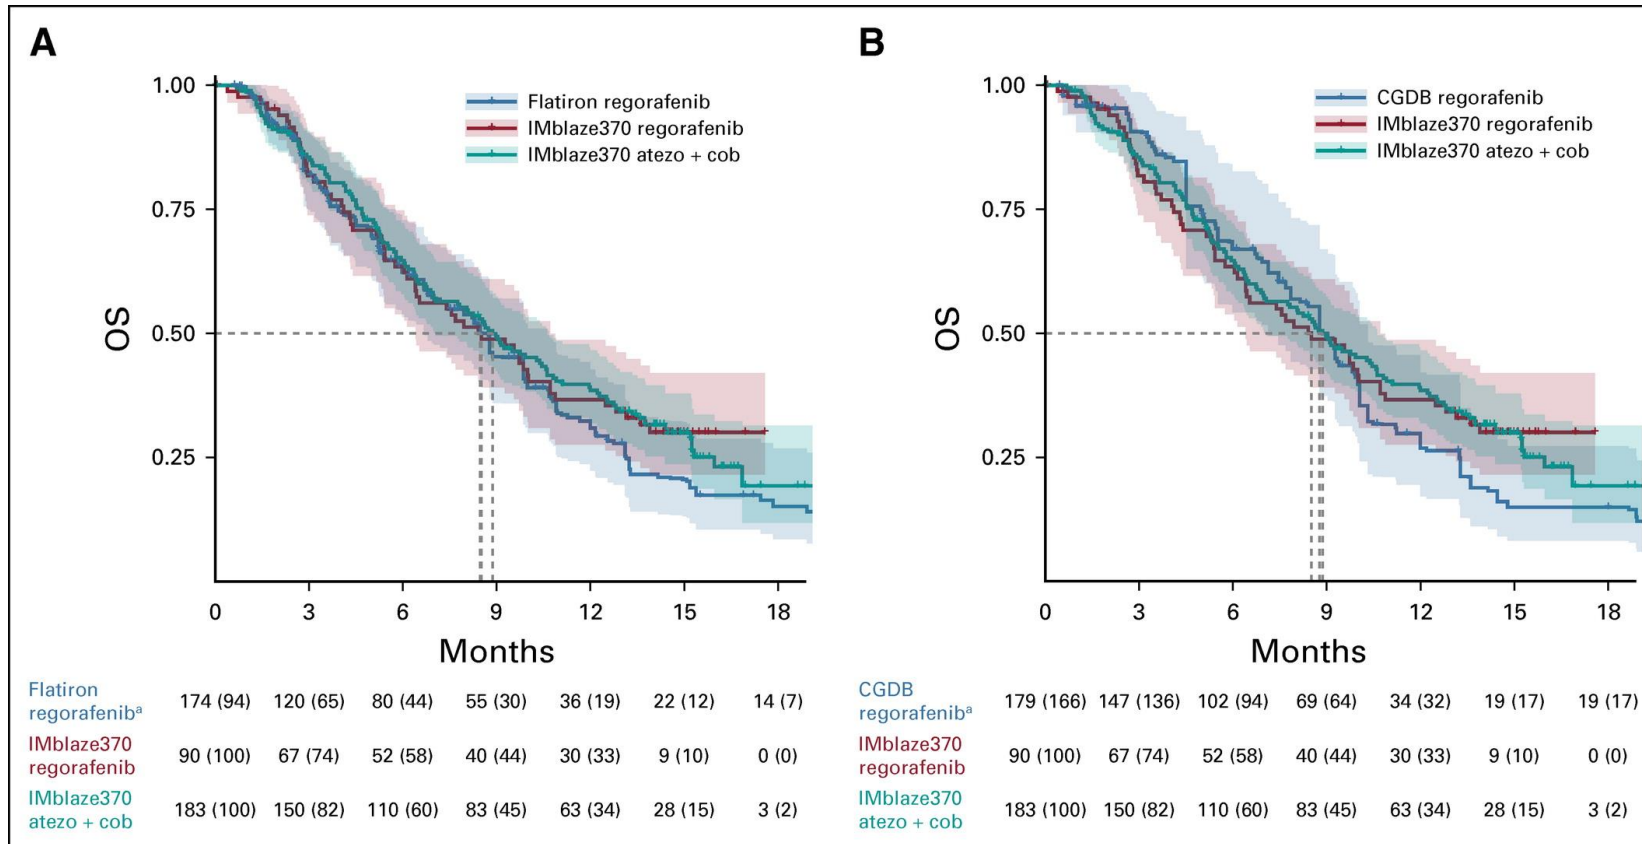 A
1.00
0.75
0.50
0.25
OS
Flatiron regorafenib
IMblaze370 regorafenib
IMblaze370 atezo + cob
0 3 6 9 12 15 18
Months
Flatiron
regorafenibᵃ 174 (94) 120 (65) 80 (44) 55 (30) 36 (19) 22 (12) 14 (7)
IMblaze370
regorafenib 90 (100) 67 (74) 52 (58) 40 (44) 30 (33) 9 (10) 0 (0)
IMblaze370
atezo + cob 183 (100) 150 (82) 110 (60) 83 (45) 63 (34) 28 (15) 3 (2)
B
1.00
0.75
0.50
0.25
OS
CGDB regorafenib
IMblaze370 regorafenib
IMblaze370 atezo + cob
0 3 6 9 12 15 18
Months
CGDB
regorafenibᵃ 179 (166) 147 (136) 102 (94) 69 (64) 34 (32) 19 (17) 19 (17)
IMblaze370
regorafenib 90 (100) 67 (74) 52 (58) 40 (44) 30 (33) 9 (10) 0 (0)
IMblaze370
atezo + cob 183 (100) 150 (82) 110 (60) 83 (45) 63 (34) 28 (15) 3 (2)